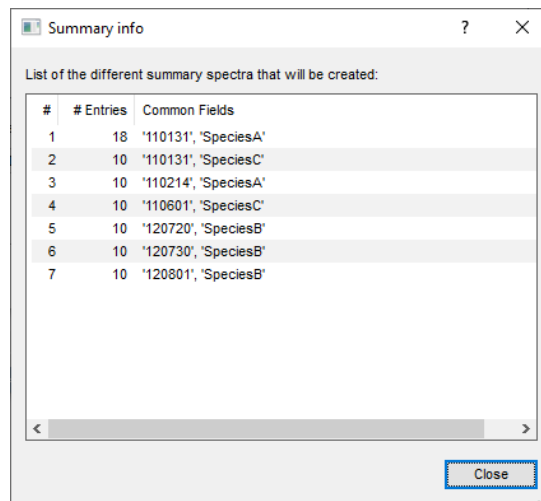 Summary info ?
List of the different summary spectra that will be created:
# # Entries Common Fields
1 18 '110131', 'SpeciesA'
2 10 '110131', 'SpeciesC'
3 10 '110214', 'SpeciesA'
4 10 '110601', 'SpeciesC'
5 10 '120720', 'SpeciesB'
6 10 '120730', 'SpeciesB'
7 10 '120801', 'SpeciesB'
Close